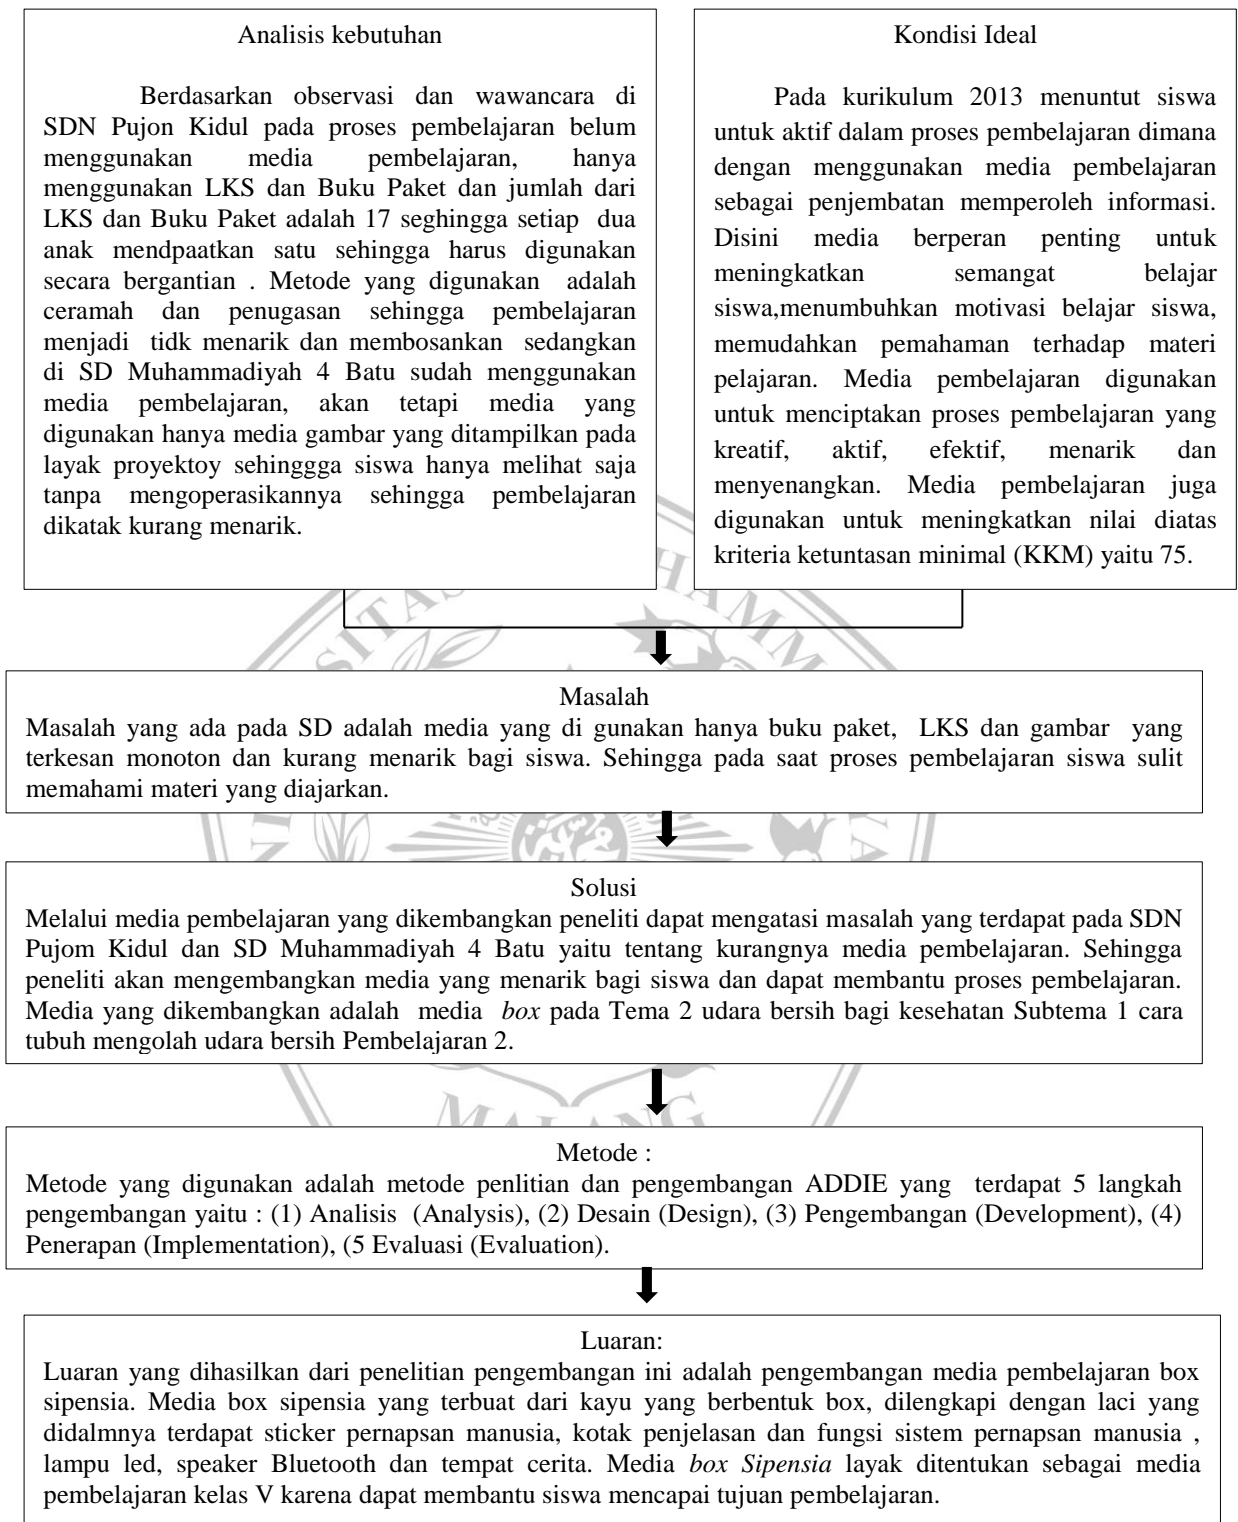 Analisis kebutuhan
Berdasarkan observasi dan wawancara di
SDN Pujon Kidul pada proses pembelajaran belum
menggunakan media pembelajaran, hanya
menggunakan LKS dan Buku Paket dan jumlah dari
LKS dan Buku Paket adalah 17 seghingga setiap dua
anak mendpaatkan satu sehingga harus digunakan
secara bergantian . Metode yang digunakan adalah
ceramah dan penugasan sehingga pembelajaran
menjadi tidk menarik dan membosankan sedangkan
di SD Muhammadiyah 4 Batu sudah menggunakan
media pembelajaran, akan tetapi media yang
digunakan hanya media gambar yang ditampilkan pada
layak proyektoy sehinggga siswa hanya melihat saja
tanpa mengoperasikannya sehingga pembelajaran
dikatak kurang menarik.
Kondisi Ideal
Pada kurikulum 2013 menuntut siswa
untuk aktif dalam proses pembelajaran dimana
dengan menggunakan media pembelajaran
sebagai penjembatan memperoleh informasi.
Disini media berperan penting untuk
meningkatkan semangat belajar
siswa,menumbuhkan motivasi belajar siswa,
memudahkan pemahaman terhadap materi
pelajaran. Media pembelajaran digunakan
untuk menciptakan proses pembelajaran yang
kreatif, aktif, efektif, menarik dan
menyenangkan. Media pembelajaran juga
digunakan untuk meningkatkan nilai diatas
kriteria ketuntasan minimal (KKM) yaitu 75.
Masalah
Masalah yang ada pada SD adalah media yang di gunakan hanya buku paket, LKS dan gambar yang
terkesan monoton dan kurang menarik bagi siswa. Sehingga pada saat proses pembelajaran siswa sulit
memahami materi yang diajarkan.
Solusi
Melalui media pembelajaran yang dikembangkan peneliti dapat mengatasi masalah yang terdapat pada SDN
Pujom Kidul dan SD Muhammadiyah 4 Batu yaitu tentang kurangnya media pembelajaran. Sehingga
peneliti akan mengembangkan media yang menarik bagi siswa dan dapat membantu proses pembelajaran.
Media yang dikembangkan adalah media box pada Tema 2 udara bersih bagi kesehatan Subtema 1 cara
tubuh mengolah udara bersih Pembelajaran 2.
MALANG
Metode :
Metode yang digunakan adalah metode penlitian dan pengembangan ADDIE yang terdapat 5 langkah
pengembangan yaitu : (1) Analisis (Analysis), (2) Desain (Design), (3) Pengembangan (Development), (4)
Penerapan (Implementation), (5 Evaluasi (Evaluation).
Luaran:
Luaran yang dihasilkan dari penelitian pengembangan ini adalah pengembangan media pembelajaran box
sipensia. Media box sipensia yang terbuat dari kayu yang berbentuk box, dilengkapi dengan laci yang
didalmnya terdapat sticker pernapsan manusia, kotak penjelasan dan fungsi sistem pernapsan manusia ,
lampu led, speaker Bluetooth dan tempat cerita. Media box Sipensia layak ditentukan sebagai media
pembelajaran kelas V karena dapat membantu siswa mencapai tujuan pembelajaran.